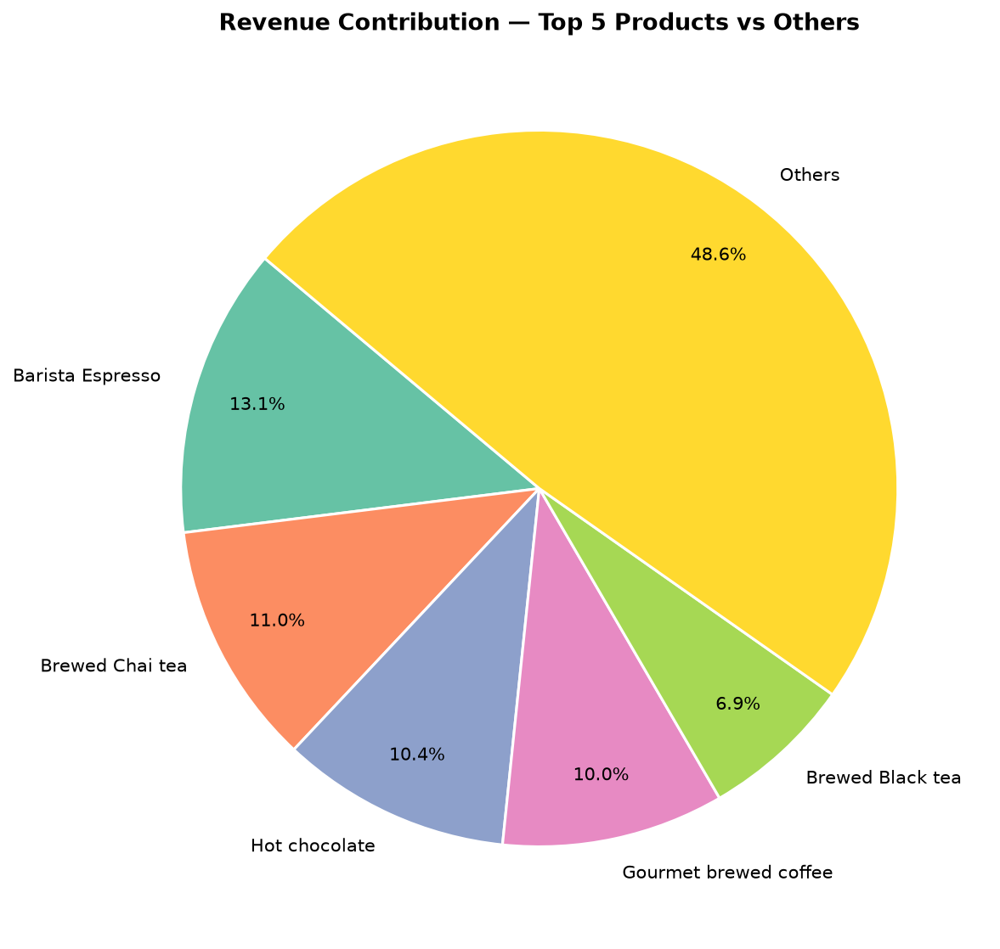 Revenue Contribution — Top 5 Products vs Others
Others
48.6%
Barista Espresso
13.1%
Brewed Chai tea
11.0%
Hot chocolate
10.4%
Gourmet brewed coffee
10.0%
Brewed Black tea
6.9%